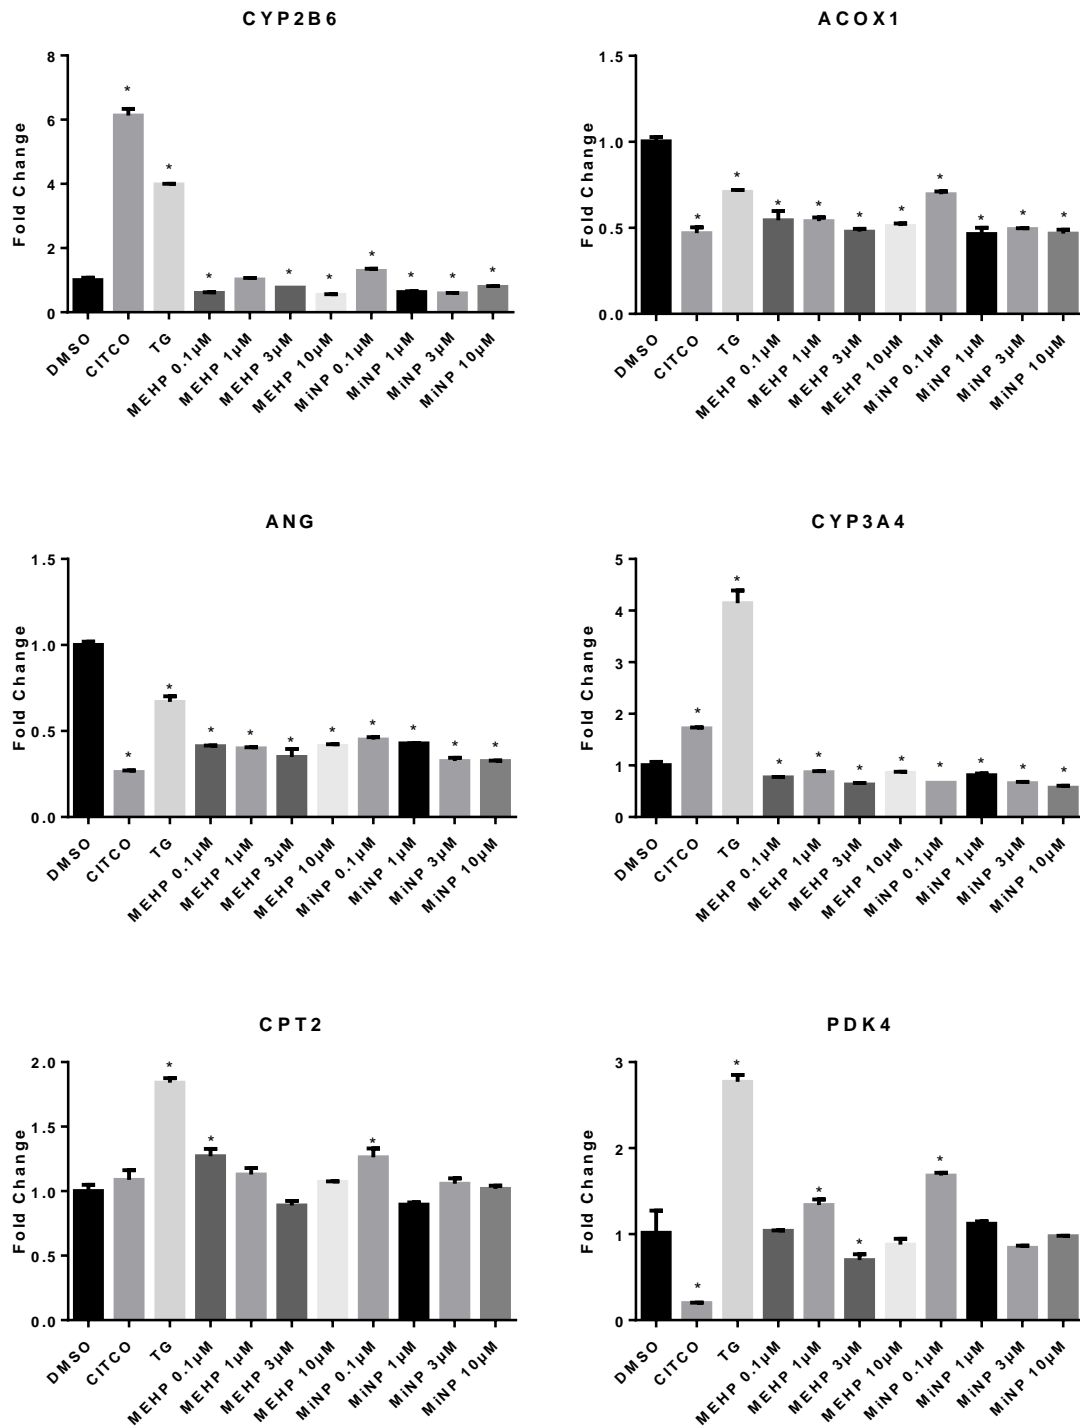 CYP2B6
8
6
4
2
0
Fold Change
* * * * * * * * *
DMSO
CITCO
TG
MEHP 0.1µM
MEHP 1µM
MEHP 3µM
MEHP 10µM
MiNP 0.1µM
MiNP 1µM
MiNP 3µM
MiNP 10µM
ACOX1
1.5
1.0
0.5
0.0
Fold Change
* * * * * * * * * *
DMSO
CITCO
TG
MEHP 0.1µM
MEHP 1µM
MEHP 3µM
MEHP 10µM
MiNP 0.1µM
MiNP 1µM
MiNP 3µM
MiNP 10µM
ANG
1.5
1.0
0.5
0.0
Fold Change
* * * * * * * * * *
DMSO
CITCO
TG
MEHP 0.1µM
MEHP 1µM
MEHP 3µM
MEHP 10µM
MiNP 0.1µM
MiNP 1µM
MiNP 3µM
MiNP 10µM
CYP3A4
5
4
3
2
1
0
Fold Change
* * * * * * * * * *
DMSO
CITCO
TG
MEHP 0.1µM
MEHP 1µM
MEHP 3µM
MEHP 10µM
MiNP 0.1µM
MiNP 1µM
MiNP 3µM
MiNP 10µM
CPT2
2.0
1.5
1.0
0.5
0.0
Fold Change
* * *
DMSO
CITCO
TG
MEHP 0.1µM
MEHP 1µM
MEHP 3µM
MEHP 10µM
MiNP 0.1µM
MiNP 1µM
MiNP 3µM
MiNP 10µM
PDK4
3
2
1
0
Fold Change
* * * * *
DMSO
CITCO
TG
MEHP 0.1µM
MEHP 1µM
MEHP 3µM
MEHP 10µM
MiNP 0.1µM
MiNP 1µM
MiNP 3µM
MiNP 10µM